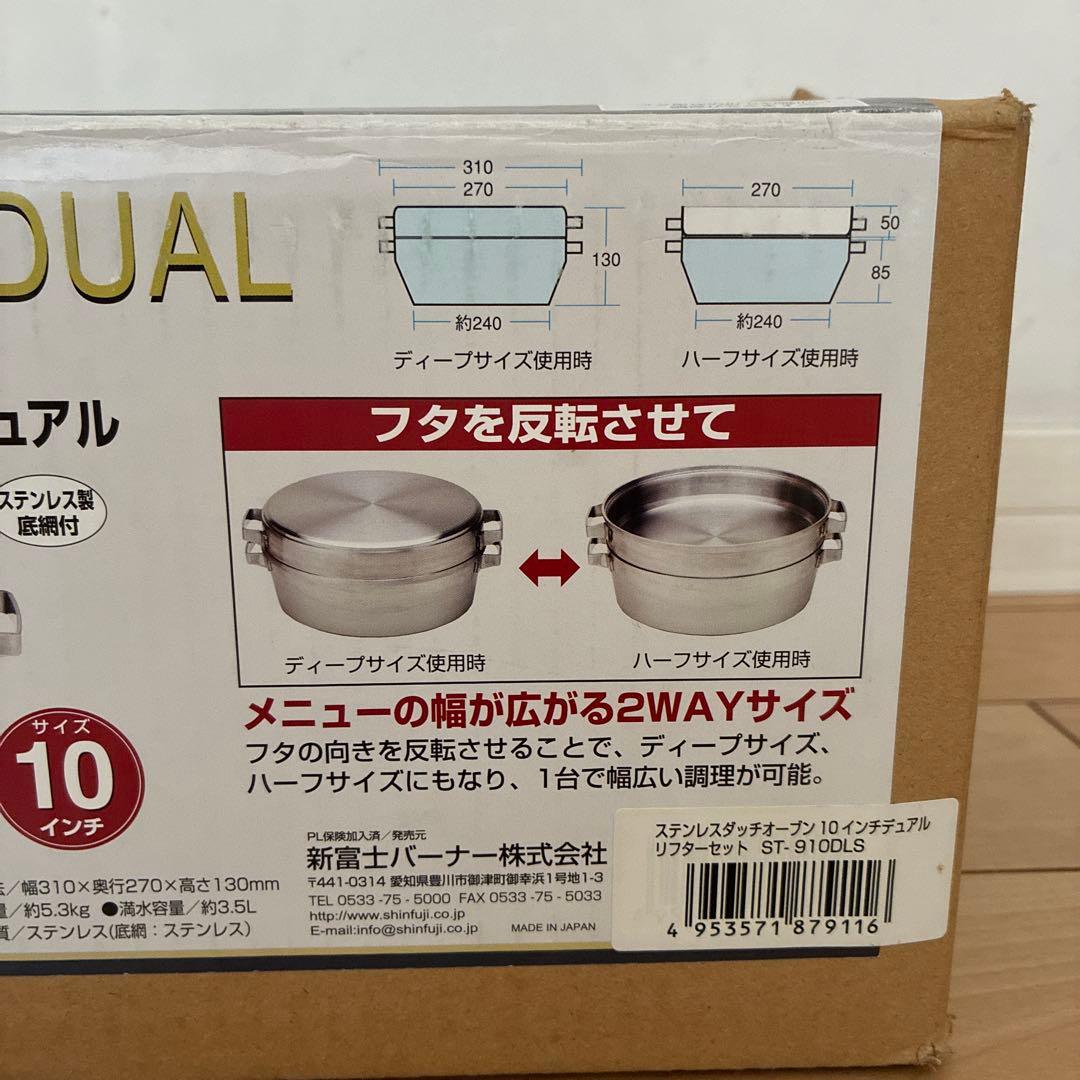 DUAL
310
270
130
約240
ディープサイズ使用時
270
50
85
約240
ハーフサイズ使用時
ュアル
ステンレス製
底網付
フタを反転させて
ディープサイズ使用時
ハーフサイズ使用時
メニューの幅が広がる2WAYサイズ
フタの向きを反転させることで、ディープサイズ、
ハーフサイズにもなり、1台で幅広い調理が可能。
サイズ
10
インチ
法/幅310×奥行270×高さ130mm
量/約5.3kg ●満水容量/約3.5L
質/ステンレス(底網:ステンレス)
PL保険加入済/発売元
新富士バーナー株式会社
〒441-0314 愛知県豊川市御津町御幸浜1号地1-3
TEL 0533-75-5000 FAX 0533-75-5033
http://www.shinfuji.co.jp
E-mail:info@shinfuji.co.jp MADE IN JAPAN
ステンレスダッチオーブン 10インチデュアル
リフターセット ST-910DLS
4 953571 879116